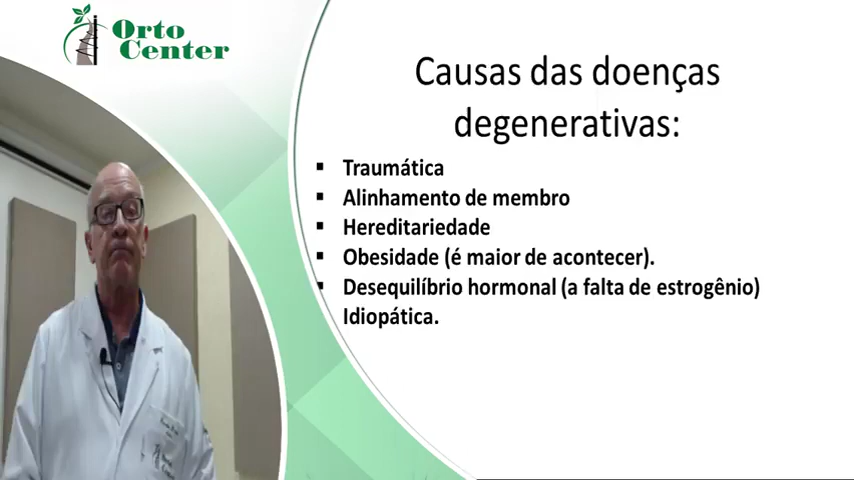 Orto
Center
Causas das doenças
degenerativas:
▪ Traumática
▪ Alinhamento de membro
▪ Hereditariedade
▪ Obesidade (é maior de acontecer).
▪ Desequilíbrio hormonal (a falta de estrogênio)
Idiopática.